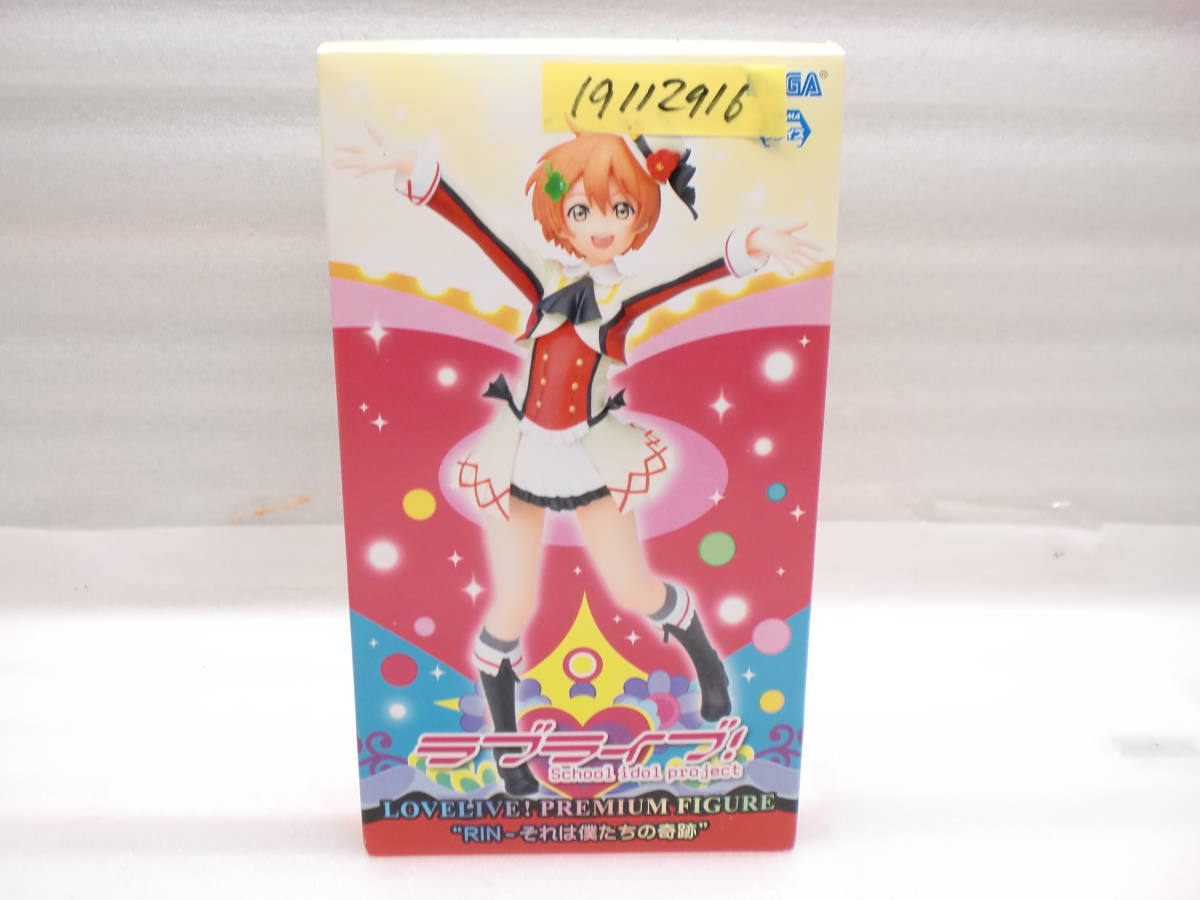 19112916
GA®
ラブライブ!
School idol project
LOVELIVE! PREMIUM FIGURE
“RIN-それは僕たちの奇跡”